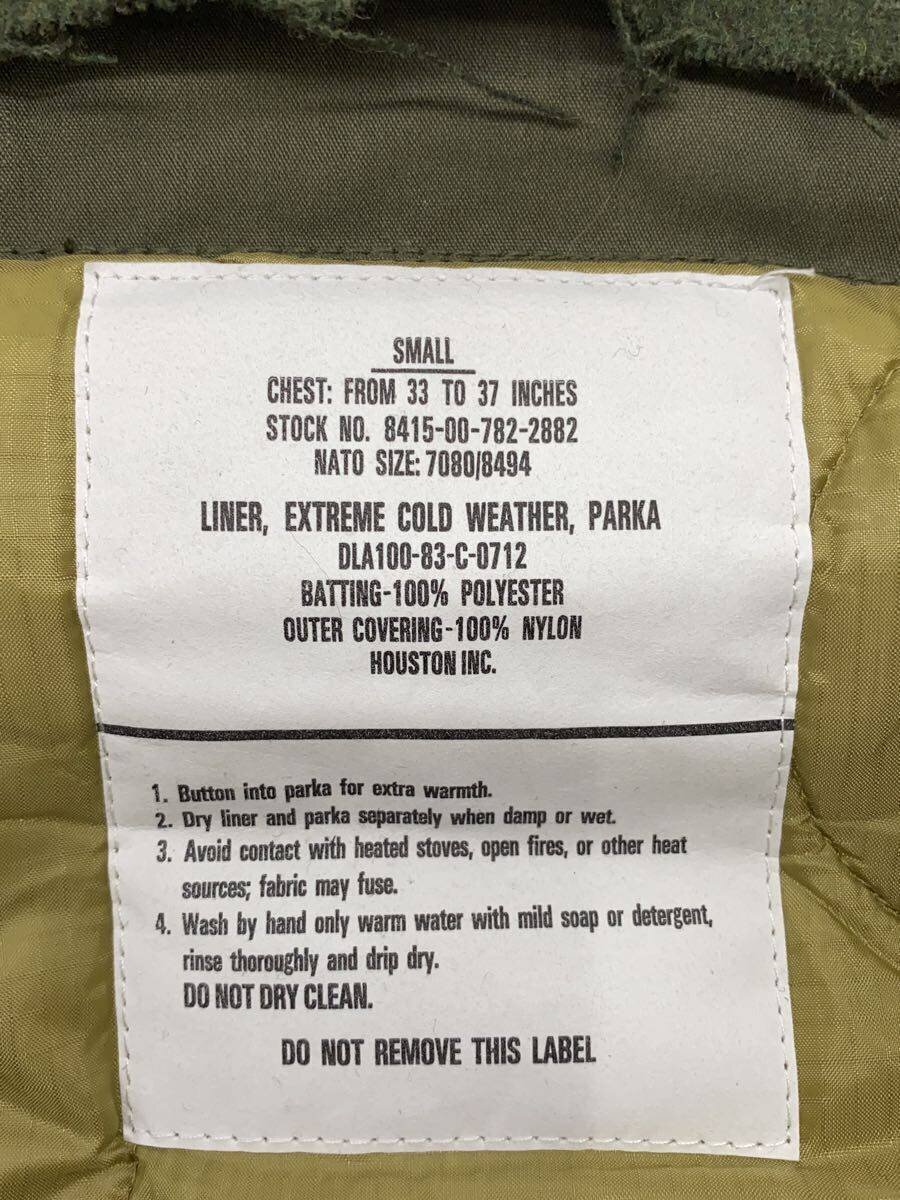 SMALL
CHEST: FROM 33 TO 37 INCHES
STOCK NO. 8415-00-782-2882
NATO SIZE: 7080/8494
LINER, EXTREME COLD WEATHER, PARKA
DLA100-83-C-0712
BATTING-100% POLYESTER
OUTER COVERING-100% NYLON
HOUSTON INC.
1. Button into parka for extra warmth.
2. Dry liner and parka separately when damp or wet.
3. Avoid contact with heated stoves, open fires, or other heat
sources; fabric may fuse.
4. Wash by hand only warm water with mild soap or detergent,
rinse thoroughly and drip dry.
DO NOT DRY CLEAN.
DO NOT REMOVE THIS LABEL